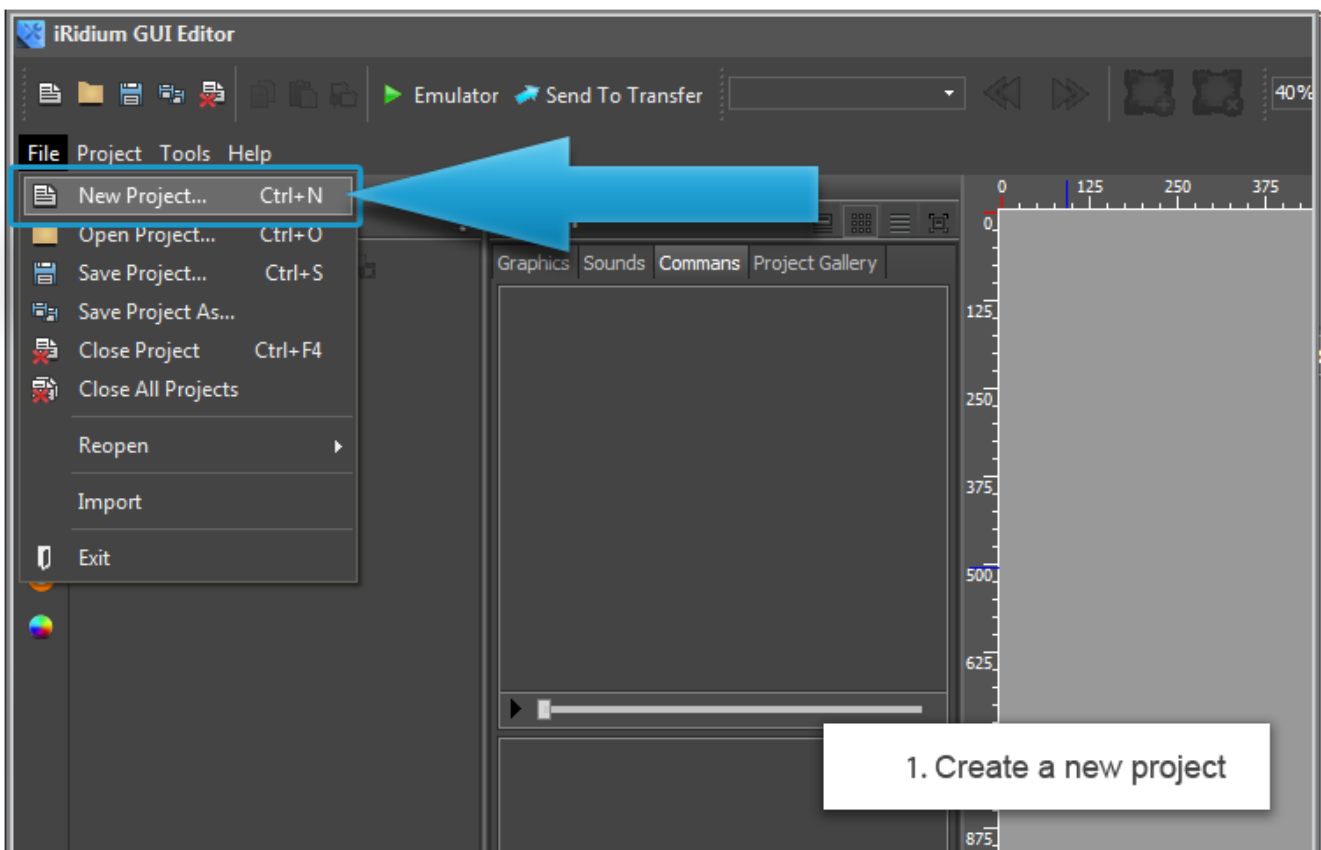 iRidium GUI Editor
Emulator Send To Transfer 40%
File Project Tools Help
New Project... Ctrl+N
Open Project... Ctrl+O
Save Project... Ctrl+S
Save Project As...
Close Project Ctrl+F4
Close All Projects
Reopen
Import
Exit
Graphics Sounds Commans Project Gallery
0 125 250 375
0
125
250
375
500
625
875
1. Create a new project